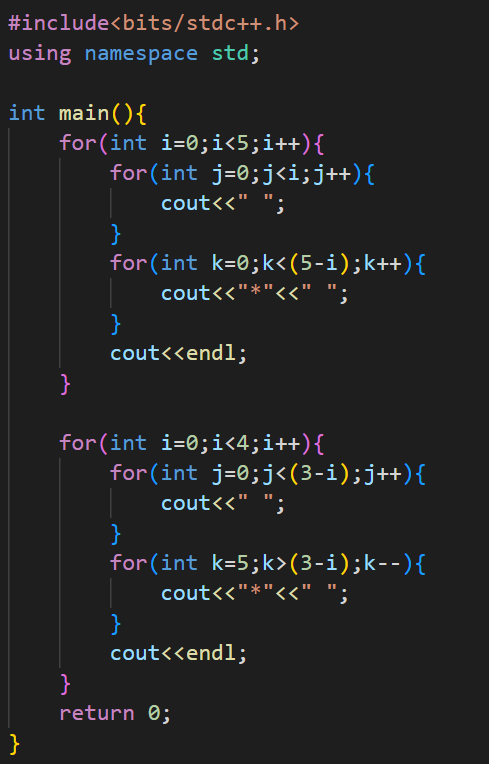 #include<bits/stdc++.h>
using namespace std;

int main(){
    for(int i=0;i<5;i++){
        for(int j=0;j<i;j++){
            cout<<" ";
        }
        for(int k=0;k<(5-i);k++){
            cout<<"*"<<" ";
        }
        cout<<endl;
    }

    for(int i=0;i<4;i++){
        for(int j=0;j<(3-i);j++){
            cout<<" ";
        }
        for(int k=5;k>(3-i);k--){
            cout<<"*"<<" ";
        }
        cout<<endl;
    }
    return 0;
}